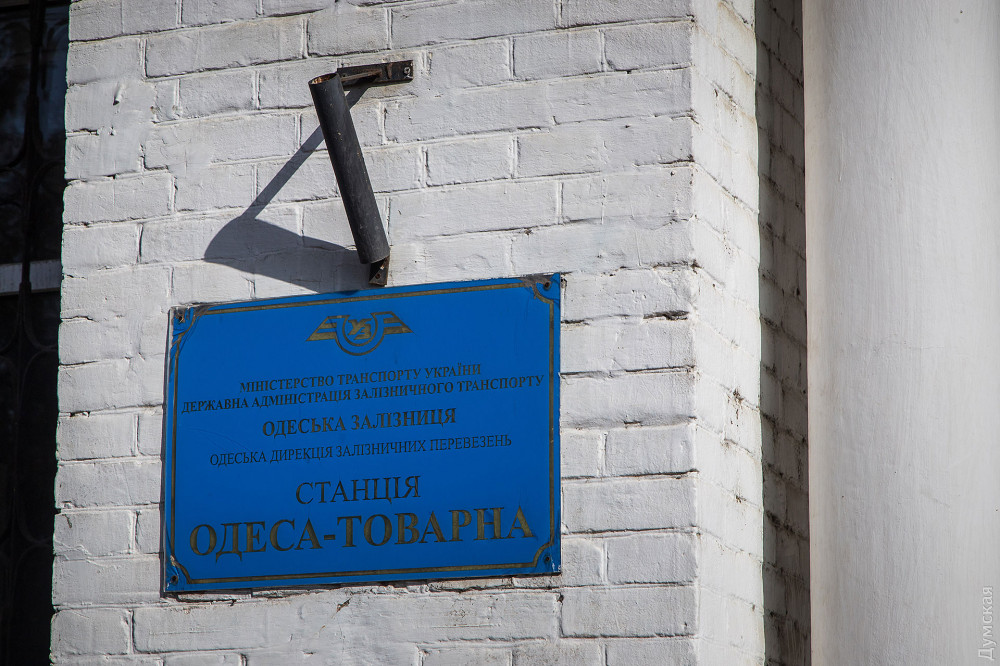 МІНІСТЕРСТВО ТРАНСПОРТУ УКРАЇНИ
ДЕРЖАВНА АДМІНІСТРАЦІЯ ЗАЛІЗНИЧНОГО ТРАНСПОРТУ
ОДЕСЬКА ЗАЛІЗНИЦЯ
ОДЕСЬКА ДИРЕКЦІЯ ЗАЛІЗНИЧНИХ ПЕРЕВЕЗЕНЬ
СТАНЦІЯ
ОДЕСА-ТОВАРНА
Думская